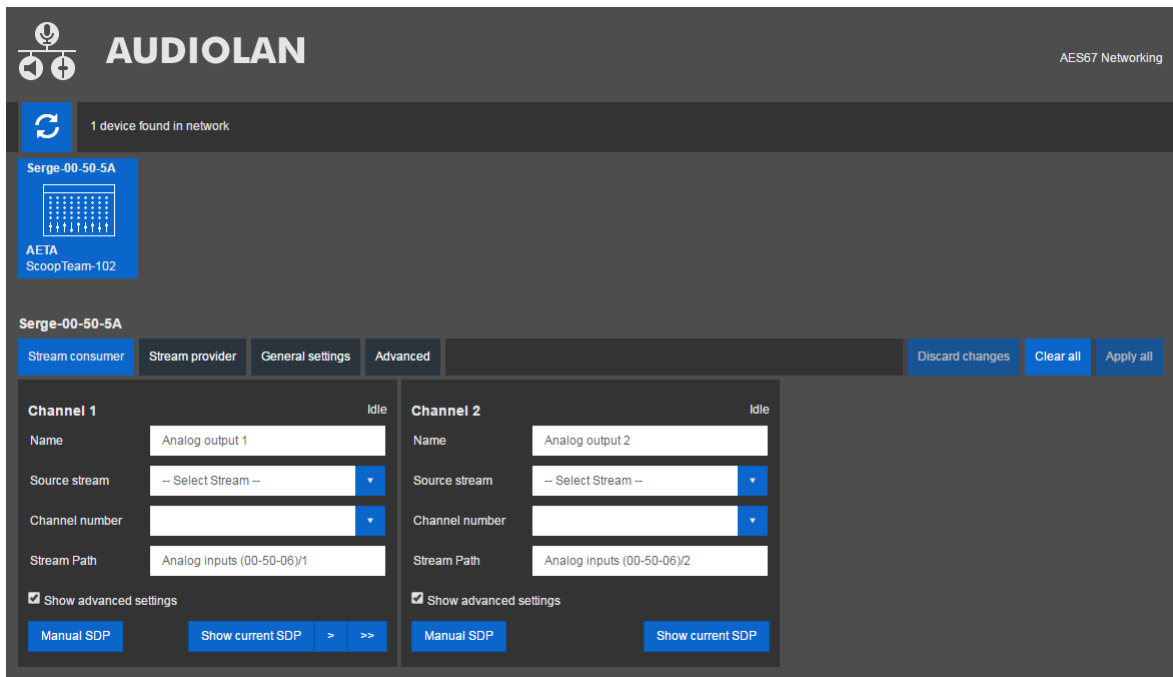 AUDIOLAN
AES67 Networking
1 device found in network
Serge-00-50-5A
AETA
ScoopTeam-102
Serge-00-50-5A
Stream consumer Stream provider General settings Advanced Discard changes Clear all Apply all
Channel 1 Idle
Name Analog output 1
Source stream -- Select Stream --
Channel number
Stream Path Analog inputs (00-50-06)/1
Show advanced settings
Manual SDP Show current SDP > >>
Channel 2 Idle
Name Analog output 2
Source stream -- Select Stream --
Channel number
Stream Path Analog inputs (00-50-06)/2
Show advanced settings
Manual SDP Show current SDP